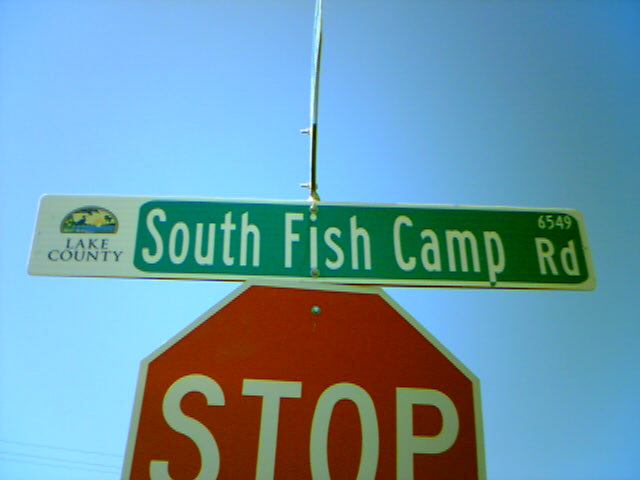 LAKE
COUNTY
South Fish Camp Rd
6549
STOP